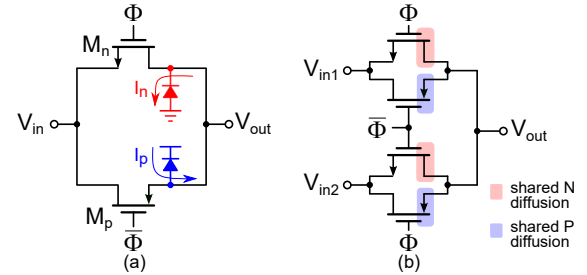 Φ
Mn
In
Vin
Vout
Ip
Mp
Φ̅
(a)
Φ
Vin1
Φ̅
Vout
Vin2
Φ
(b)
shared N
diffusion
shared P
diffusion